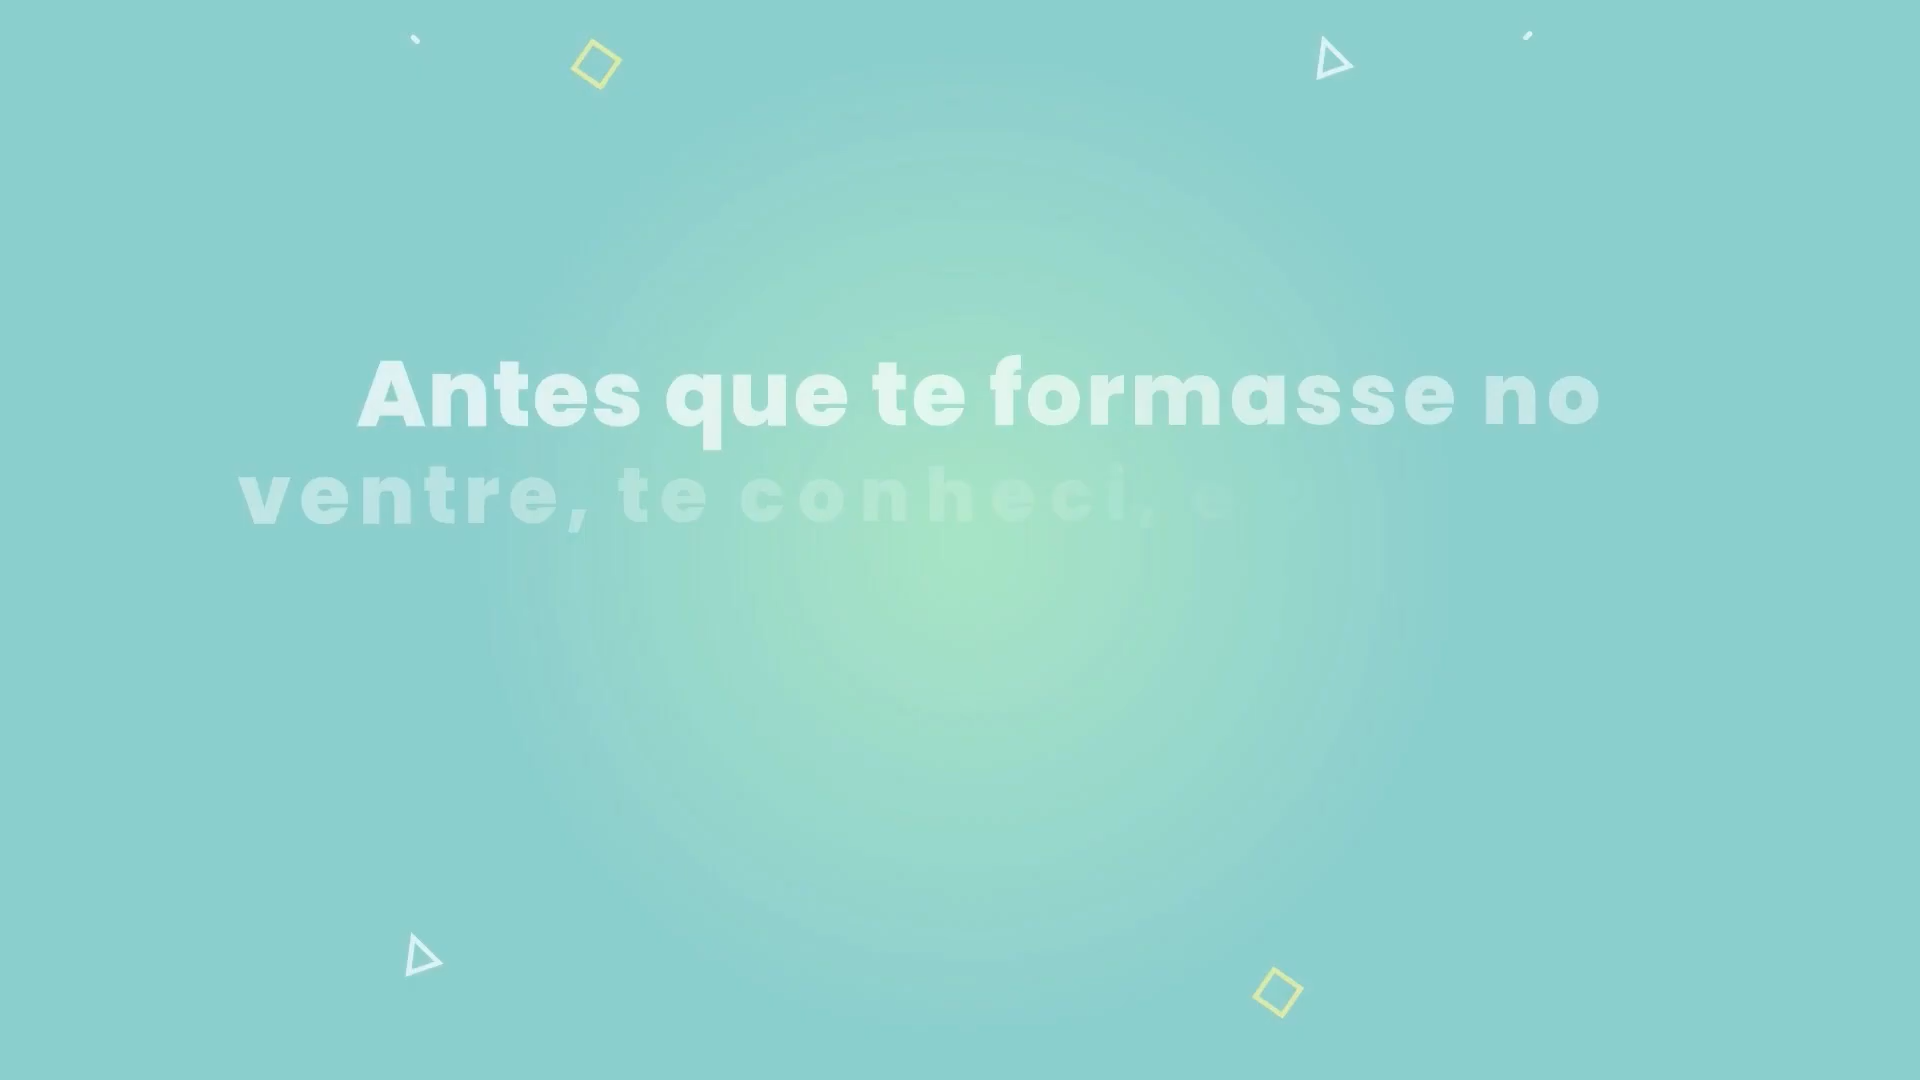 Antes que te formasse no
ventre, te conheci,